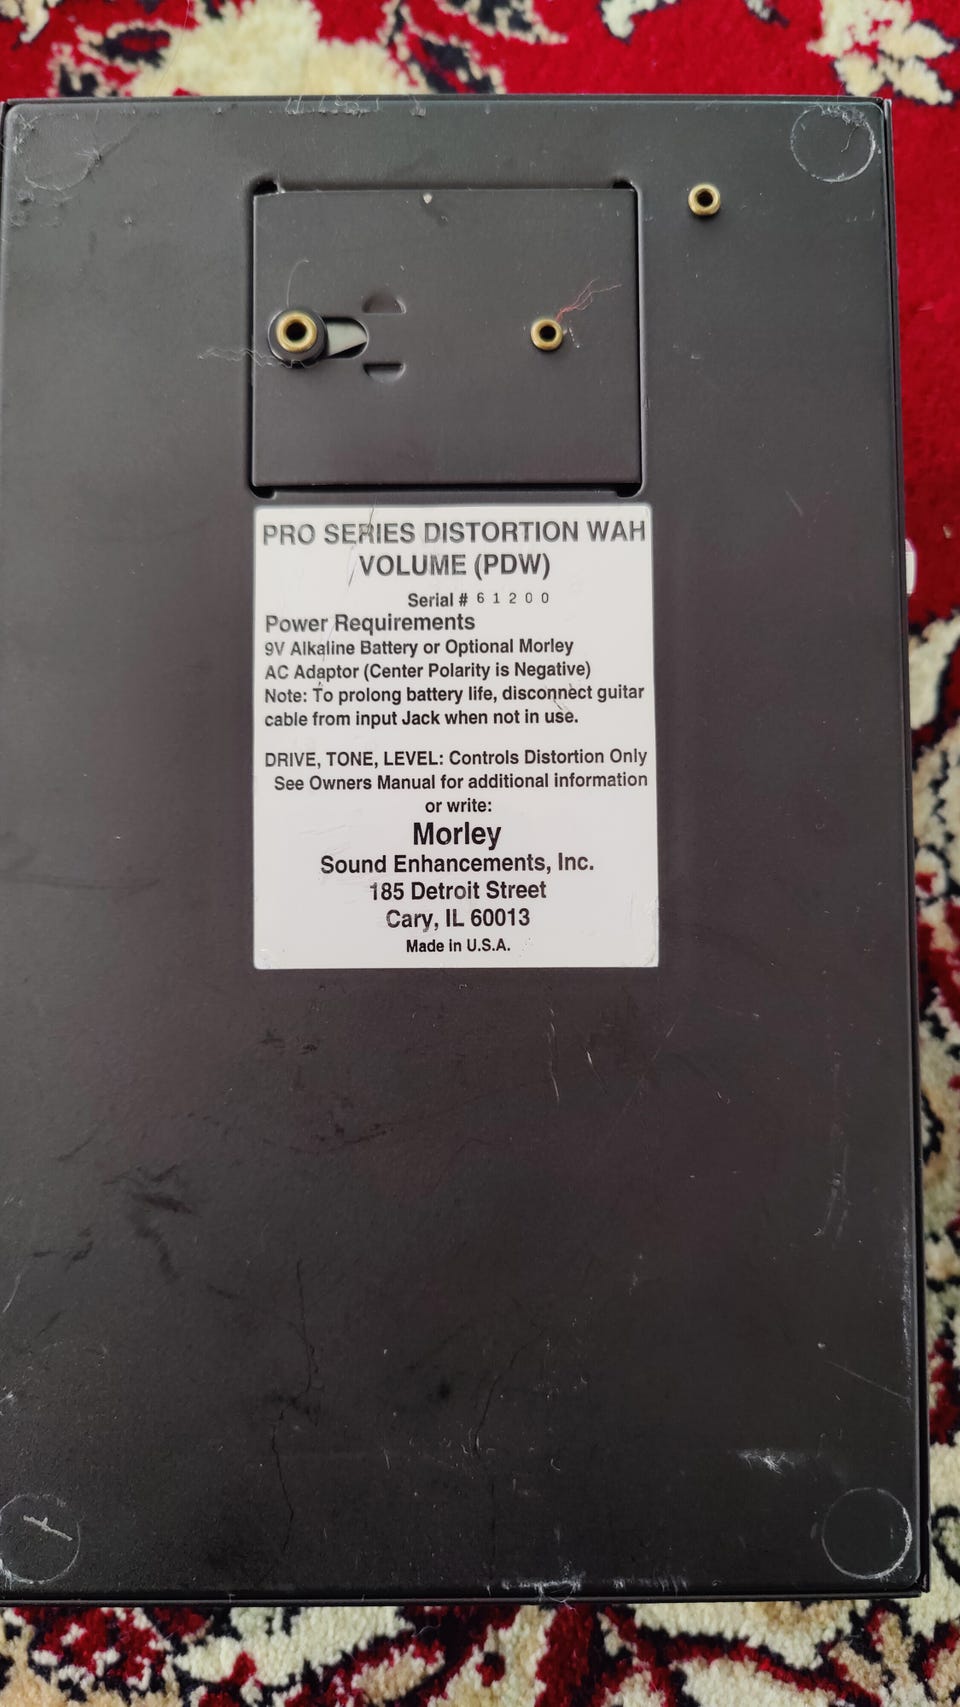 PRO SERIES DISTORTION WAH
VOLUME (PDW)
Serial # 61200
Power Requirements
9V Alkaline Battery or Optional Morley
AC Adaptor (Center Polarity is Negative)
Note: To prolong battery life, disconnect guitar
cable from input Jack when not in use.
DRIVE, TONE, LEVEL: Controls Distortion Only
See Owners Manual for additional information
or write:
Morley
Sound Enhancements, Inc.
185 Detroit Street
Cary, IL 60013
Made in U.S.A.